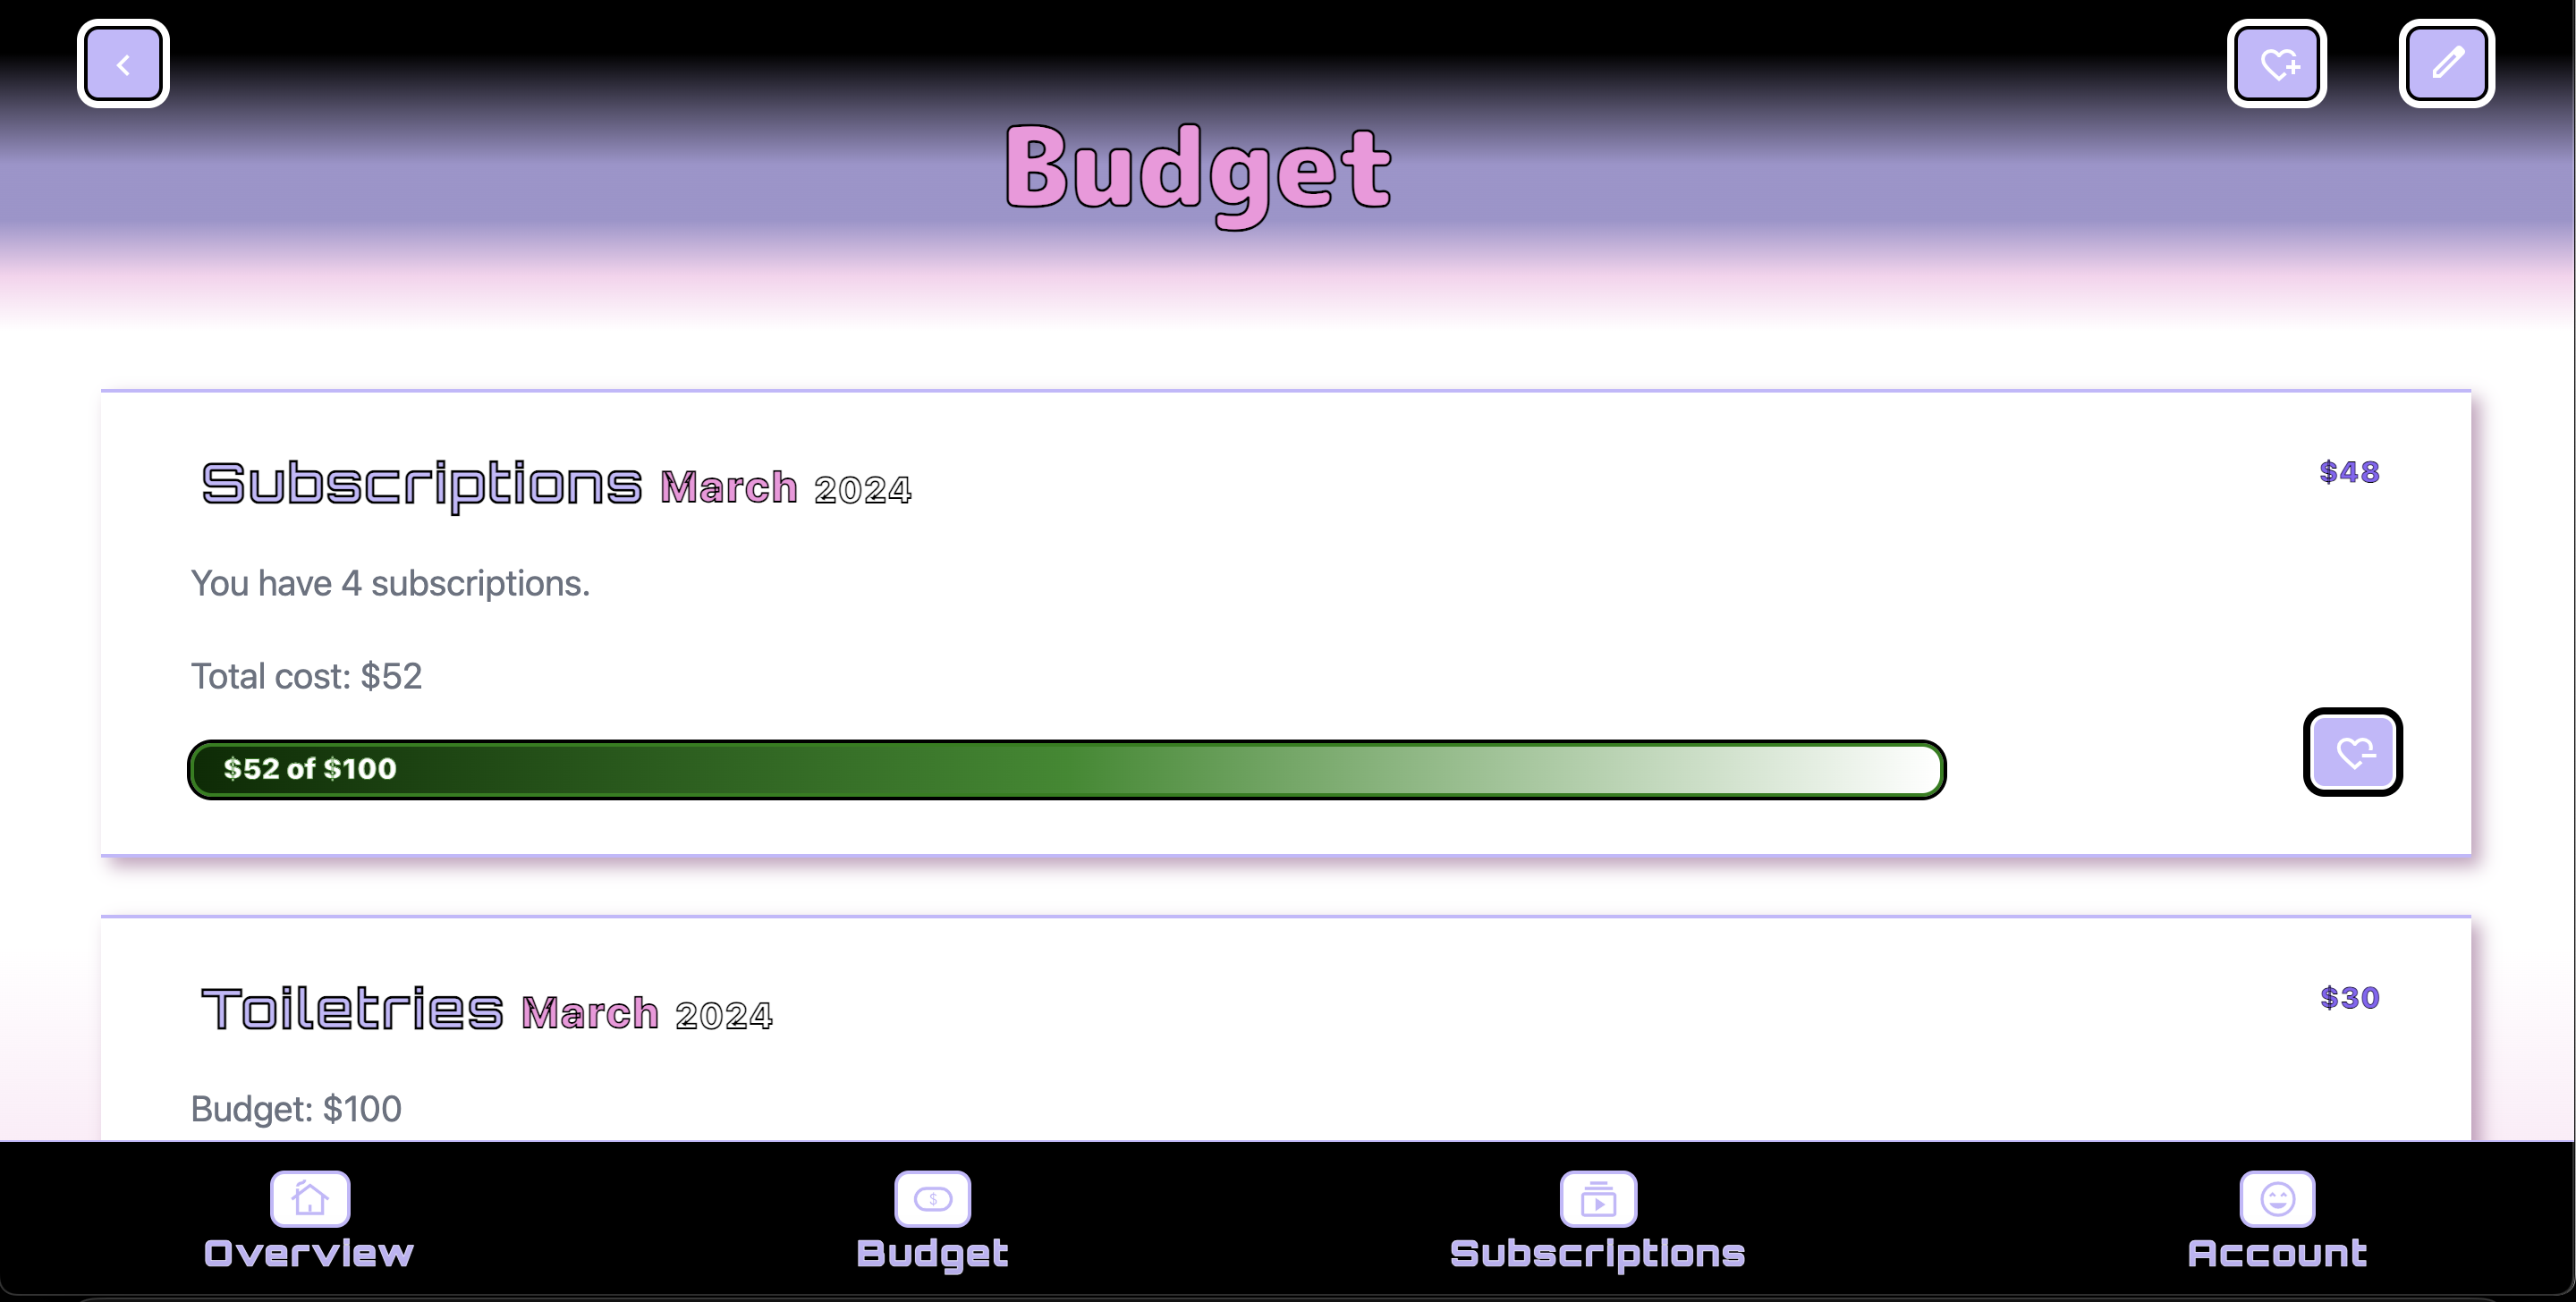 Budget
Subscriptions March 2024
$48
You have 4 subscriptions.
Total cost: $52
$52 of $100
Toiletries March 2024
$30
Budget: $100
$
Overview
Budget
Subscriptions
Account